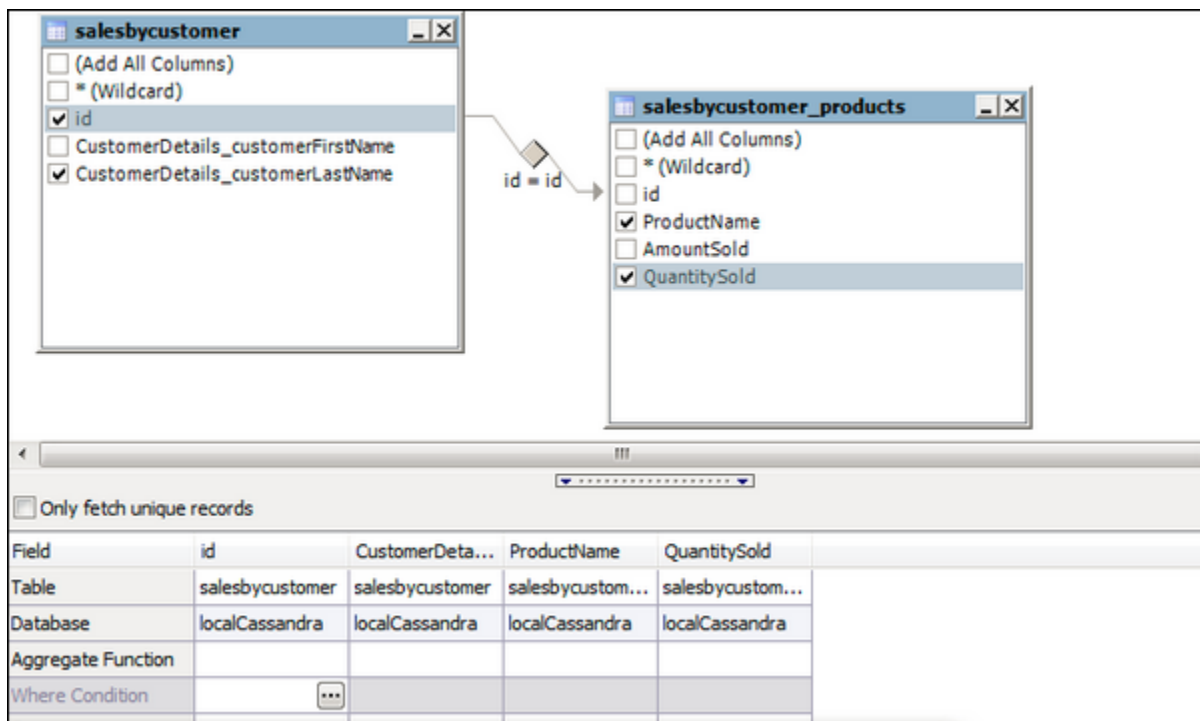 salesbycustomer
(Add All Columns)
* (Wildcard)
id
CustomerDetails_customerFirstName
CustomerDetails_customerLastName
id = id
salesbycustomer_products
(Add All Columns)
* (Wildcard)
id
ProductName
AmountSold
QuantitySold
Only fetch unique records
Field id CustomerDeta... ProductName QuantitySold
Table salesbycustomer salesbycustomer salesbycustom... salesbycustom...
Database localCassandra localCassandra localCassandra localCassandra
Aggregate Function
Where Condition ...